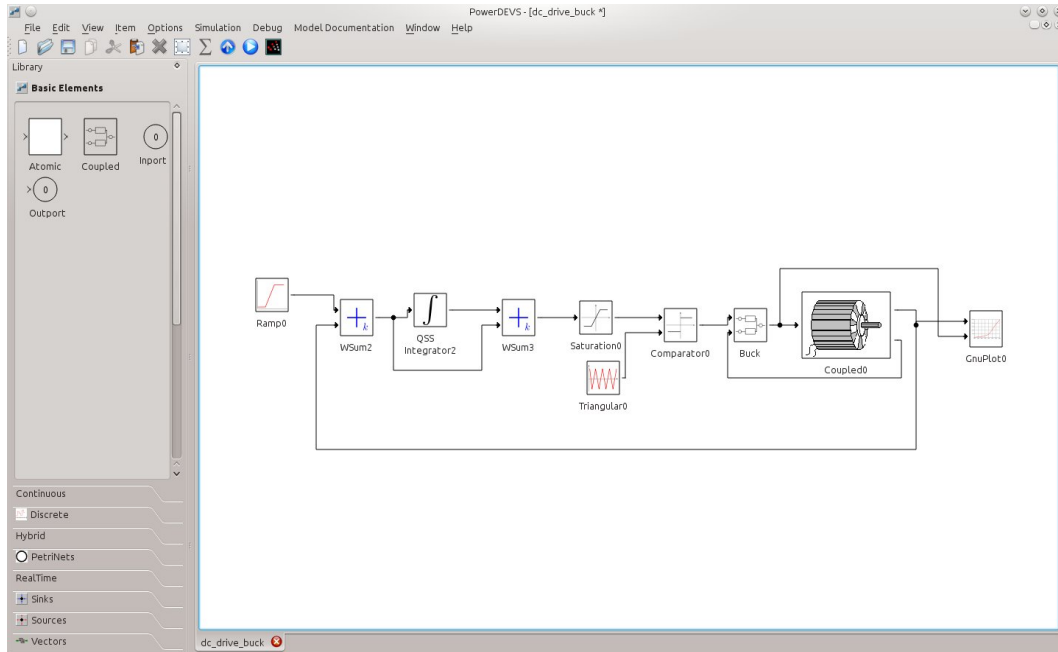 PowerDEVS - [dc_drive_buck *]
File Edit View Item Options Simulation Debug Model Documentation Window Help
Library
Basic Elements
0
Atomic Coupled Inport
0
Outport
Continuous
Discrete
Hybrid
PetriNets
RealTime
Sinks
Sources
Vectors
Ramp0
k
WSum2
QSS
Integrator2
k
WSum3
Saturation0
Triangular0
Comparator0
Buck
Coupled0
GnuPlot0
dc_drive_buck